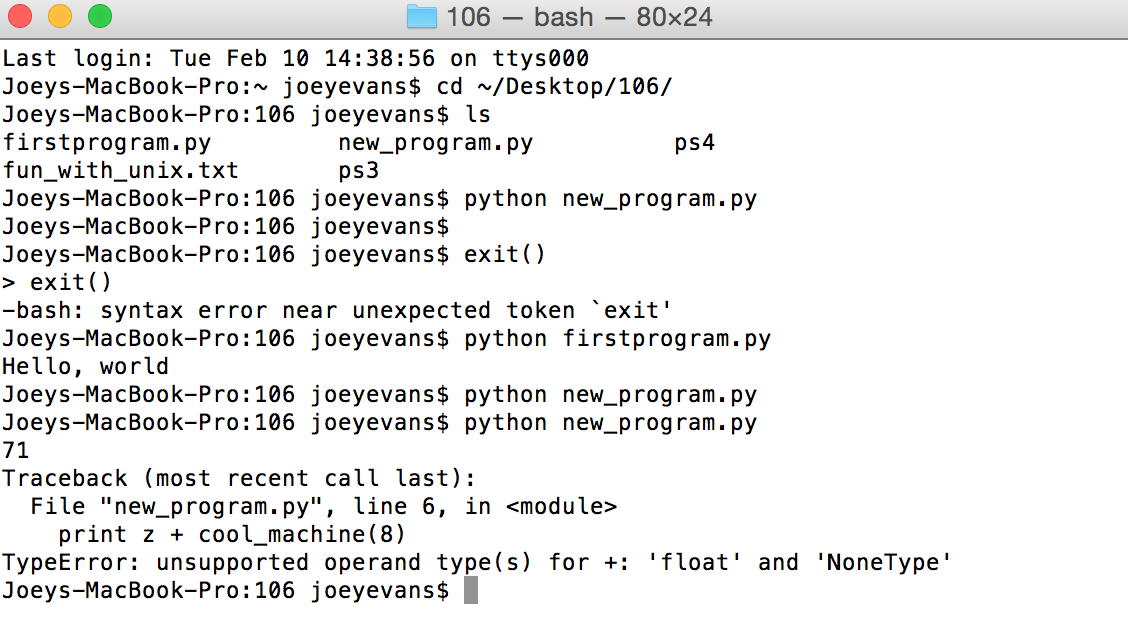 106 — bash — 80×24
Last login: Tue Feb 10 14:38:56 on ttys000
Joeys-MacBook-Pro:~ joeyevans$ cd ~/Desktop/106/
Joeys-MacBook-Pro:106 joeyevans$ ls
firstprogram.py         new_program.py          ps4
fun_with_unix.txt       ps3
Joeys-MacBook-Pro:106 joeyevans$ python new_program.py
Joeys-MacBook-Pro:106 joeyevans$
Joeys-MacBook-Pro:106 joeyevans$ exit()
> exit()
-bash: syntax error near unexpected token `exit'
Joeys-MacBook-Pro:106 joeyevans$ python firstprogram.py
Hello, world
Joeys-MacBook-Pro:106 joeyevans$ python new_program.py
Joeys-MacBook-Pro:106 joeyevans$ python new_program.py
71
Traceback (most recent call last):
  File "new_program.py", line 6, in <module>
    print z + cool_machine(8)
TypeError: unsupported operand type(s) for +: 'float' and 'NoneType'
Joeys-MacBook-Pro:106 joeyevans$